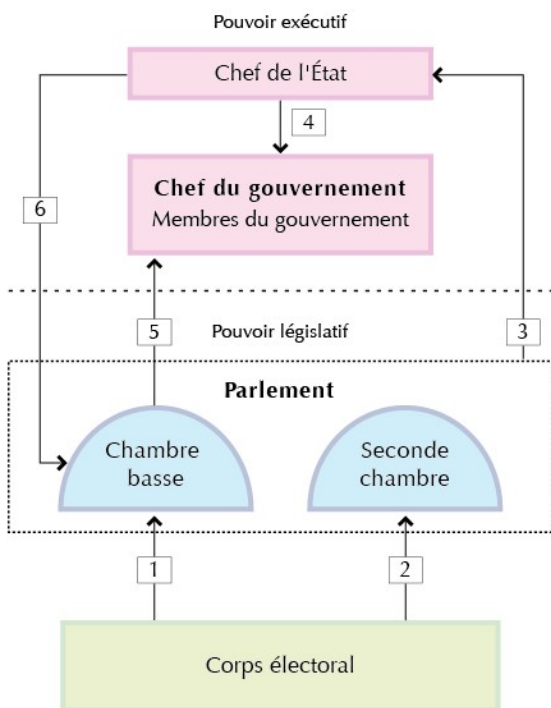 Pouvoir exécutif
Chef de l'État
4
Chef du gouvernement
Membres du gouvernement
6
5
Pouvoir législatif
3
Parlement
Chambre
basse
Seconde
chambre
1
2
Corps électoral